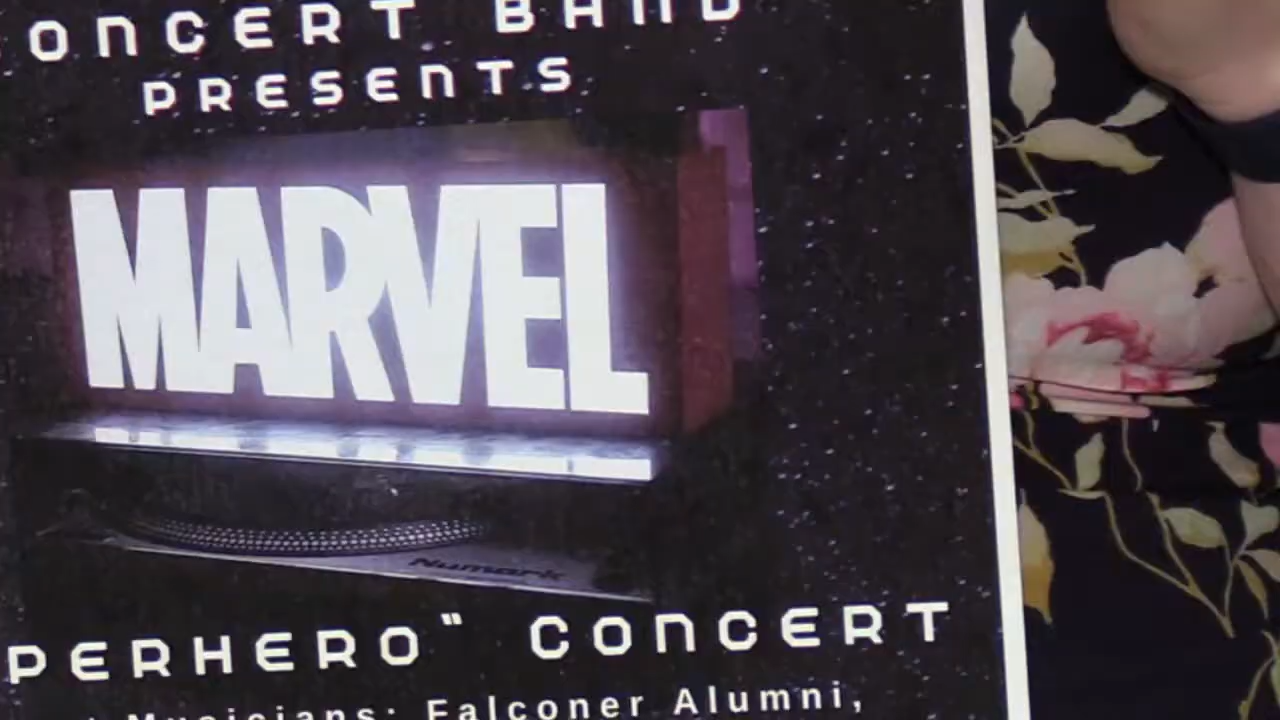 ONCERT BAND
PRESENTS
MARVEL
Numark
PERHERO" CONCERT
Musicians: Falconer Alumni,